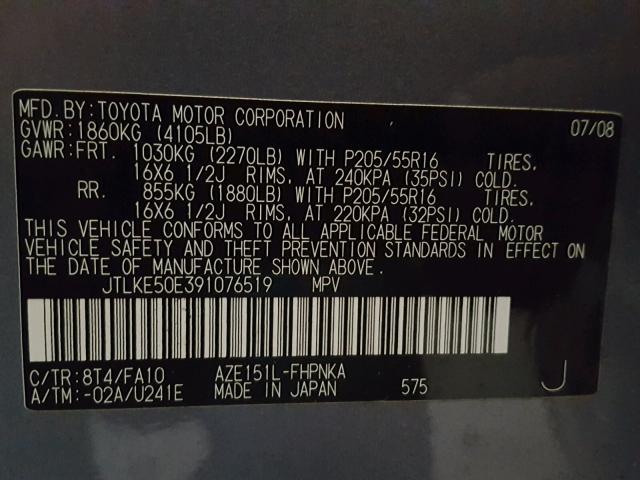 MFD.BY:TOYOTA MOTOR CORPORATION 07/08
GVWR:1860KG (4105LB)
GAWR:FRT. 1030KG (2270LB) WITH P205/55R16 TIRES,
16X6 1/2J RIMS, AT 240KPA (35PSI) COLD.
RR. 855KG (1880LB) WITH P205/55R16 TIRES,
16X6 1/2J RIMS, AT 220KPA (32PSI) COLD.
THIS VEHICLE CONFORMS TO ALL APPLICABLE FEDERAL MOTOR
VEHICLE SAFETY AND THEFT PREVENTION STANDARDS IN EFFECT ON
THE DATE OF MANUFACTURE SHOWN ABOVE.
JTLKE50E391076519 MPV
C/TR:8T4/FA10 AZE151L-FHPNKA
A/TM:-02A/U241E MADE IN JAPAN 575 J